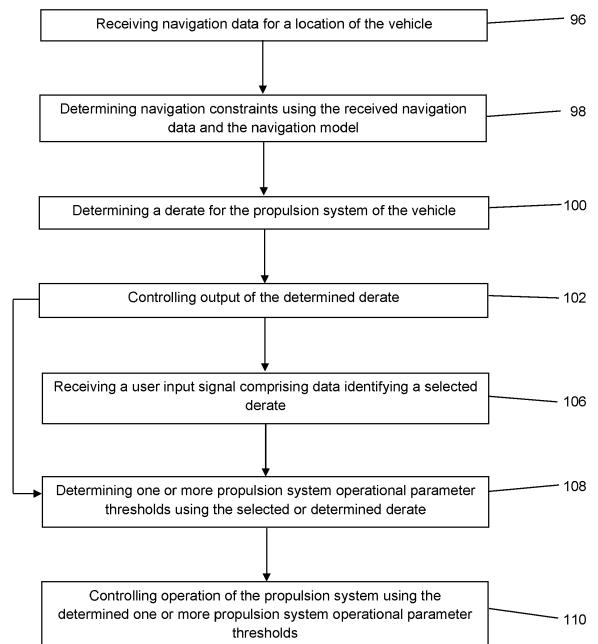 Receiving navigation data for a location of the vehicle
96
Determining navigation constraints using the received navigation
data and the navigation model
98
Determining a derate for the propulsion system of the vehicle
100
Controlling output of the determined derate
102
Receiving a user input signal comprising data identifying a selected
derate
106
Determining one or more propulsion system operational parameter
thresholds using the selected or determined derate
108
Controlling operation of the propulsion system using the
determined one or more propulsion system operational parameter
thresholds
110